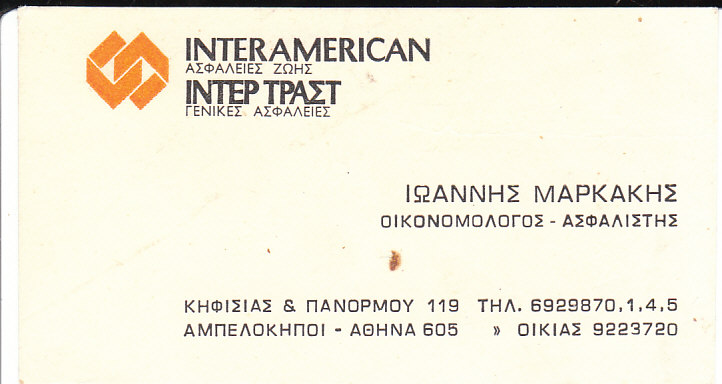 INTERAMERICAN
ΑΣΦΑΛΕΙΕΣ ΖΩΗΣ
ΙΝΤΕΡ ΤΡΑΣΤ
ΓΕΝΙΚΕΣ ΑΣΦΑΛΕΙΕΣ
ΙΩΑΝΝΗΣ ΜΑΡΚΑΚΗΣ
ΟΙΚΟΝΟΜΟΛΟΓΟΣ - ΑΣΦΑΛΙΣΤΗΣ
ΚΗΦΙΣΙΑΣ & ΠΑΝΟΡΜΟΥ 119 ΤΗΛ. 6929870,1,4,5
ΑΜΠΕΛΟΚΗΠΟΙ - ΑΘΗΝΑ 605 » ΟΙΚΙΑΣ 9223720